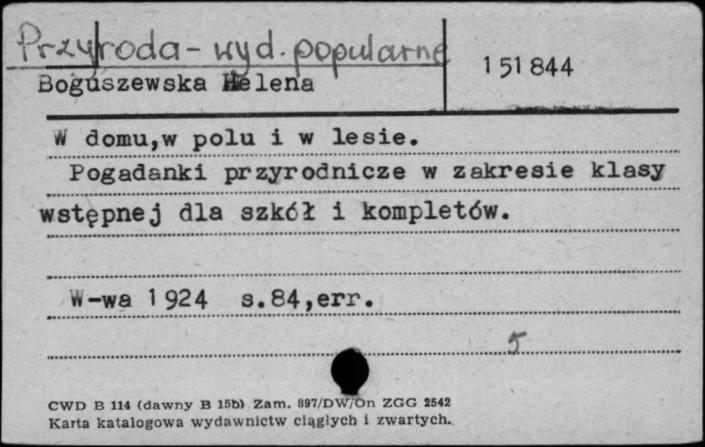 Przyroda - wyd. popularne
151844
Boguszewska Helena
W domu,w polu i w lesie.
Pogadanki przyrodnicze w zakresie klasy
wstępnej dla szkół i kompletów.
W-wa 1924 s.84,err.
5
CWD B 114 (dawny B 15b) Zam. 897/DW/On ZGG 2542
Karta katalogowa wydawnictw ciągłych i zwartych.